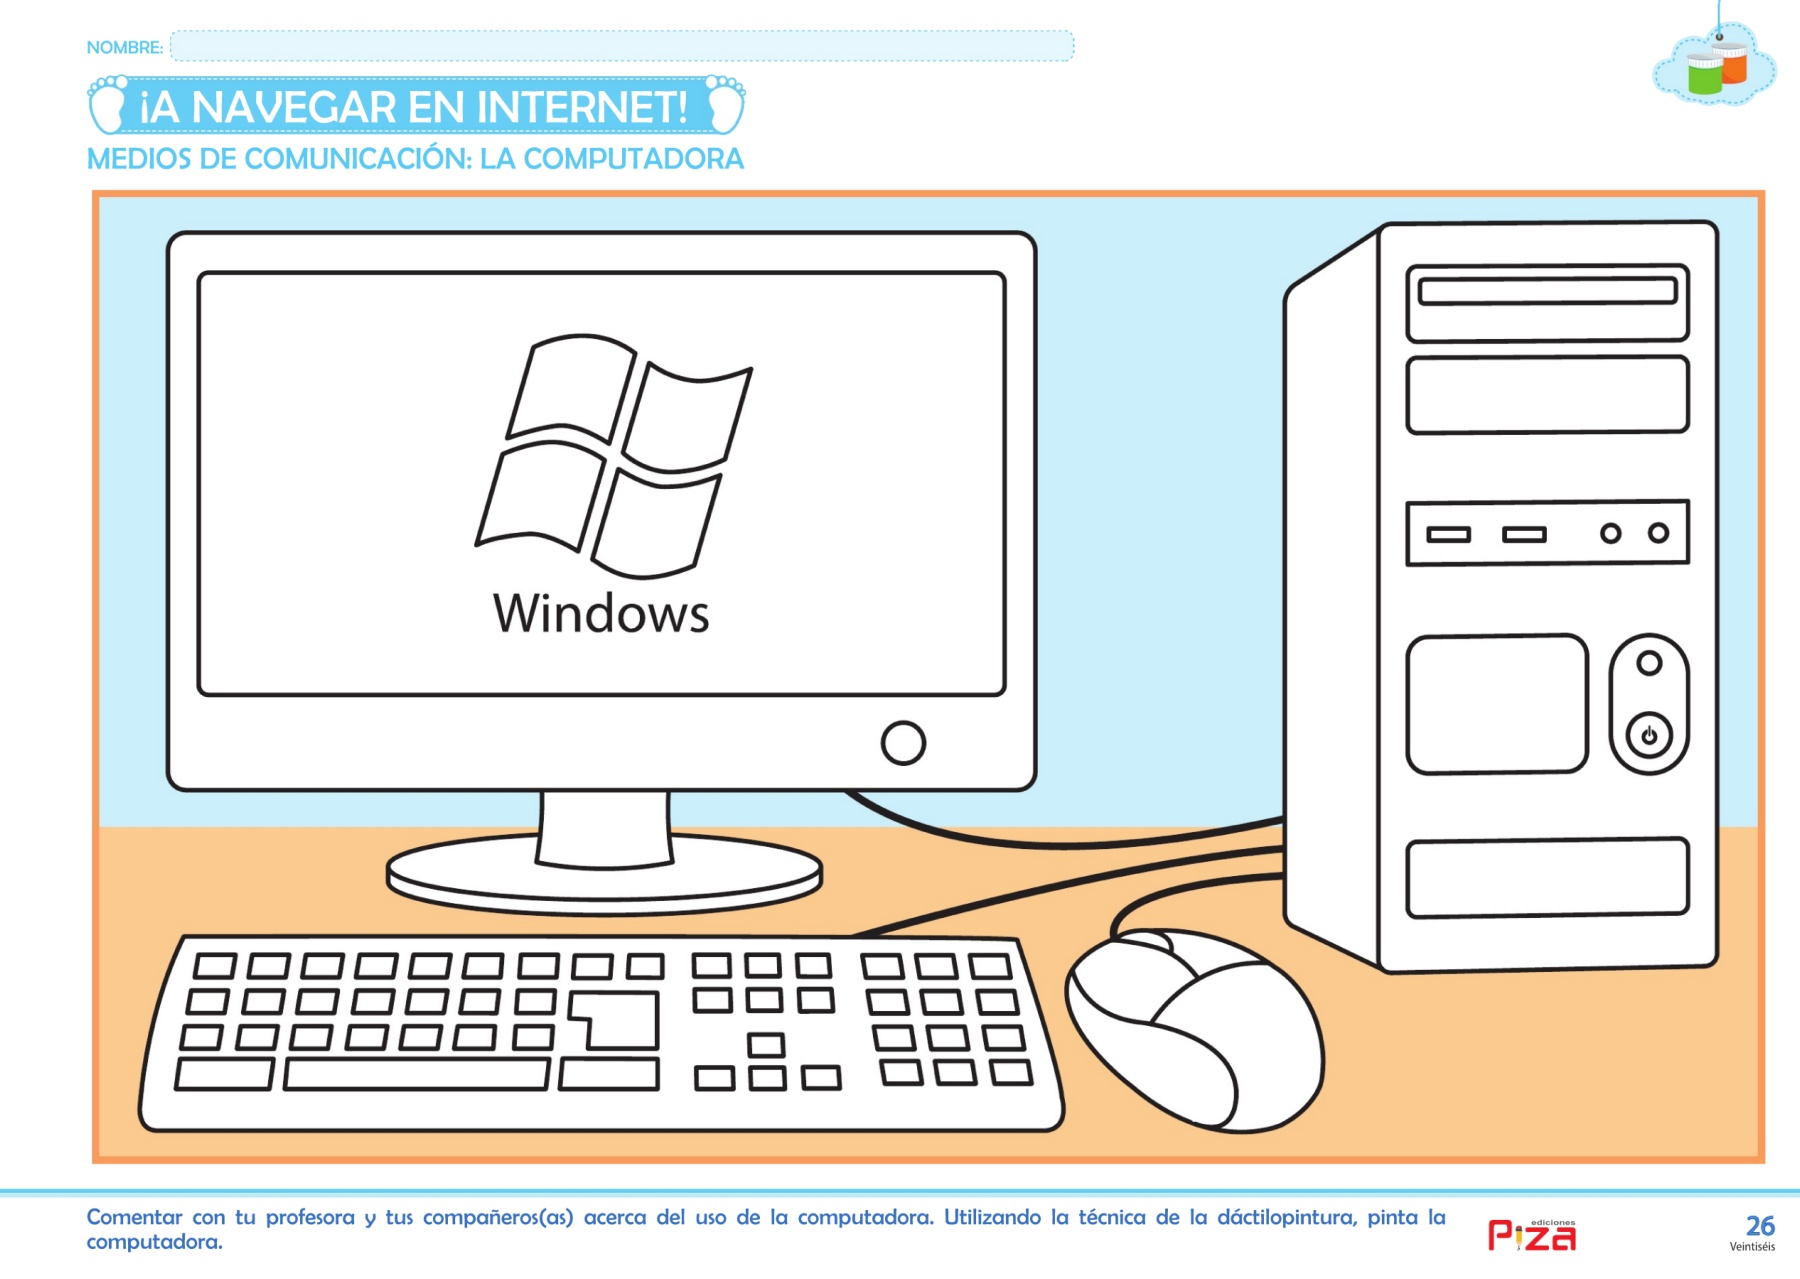 NOMBRE:
¡A NAVEGAR EN INTERNET!
MEDIOS DE COMUNICACIÓN: LA COMPUTADORA
Windows
Comentar con tu profesora y tus compañeros(as) acerca del uso de la computadora. Utilizando la técnica de la dáctilopintura, pinta la
computadora.
ediciones
Piza
26
Veintiséis